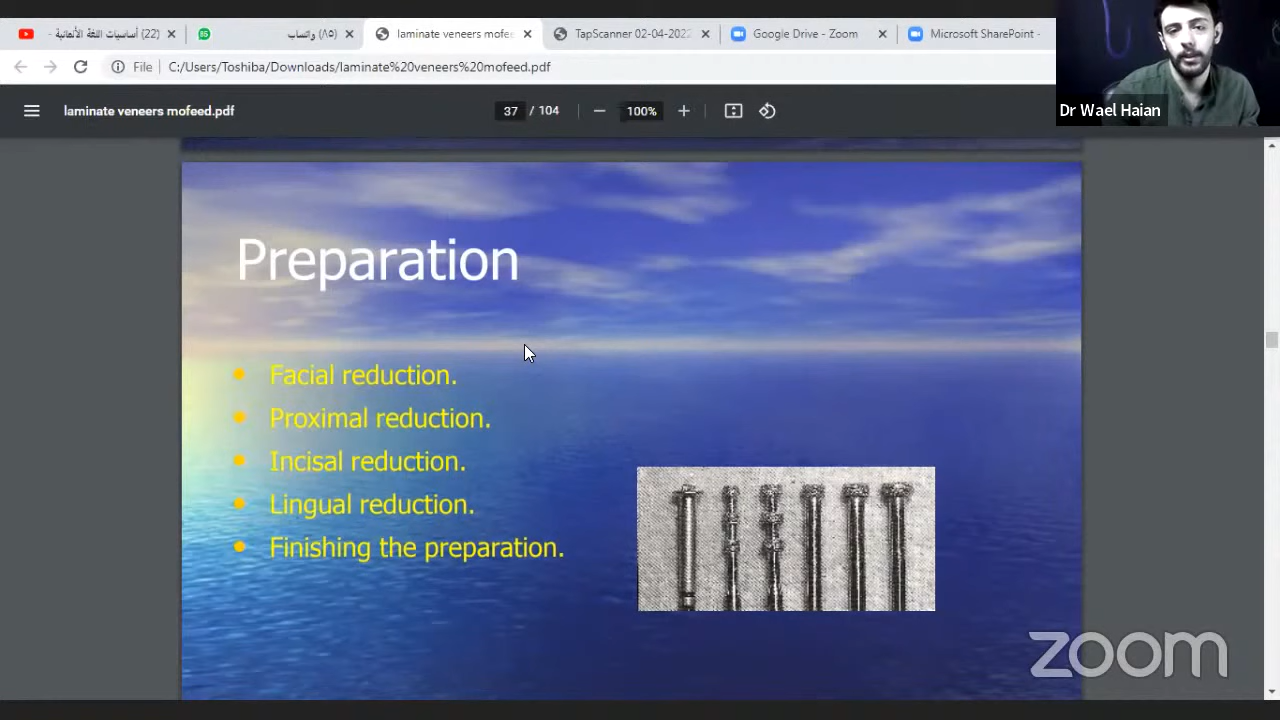 (22) أساسيات اللغة الألمانية -
(٨٥) واتساب
laminate veneers mofee
TapScanner 02-04-2022
Google Drive - Zoom
Microsoft SharePoint -
File
C:/Users/Toshiba/Downloads/laminate%20veneers%20mofeed.pdf
Dr Wael Haian
laminate veneers mofeed.pdf
37 / 104
100%
Preparation
Facial reduction.
Proximal reduction.
Incisal reduction.
Lingual reduction.
Finishing the preparation.
zoom